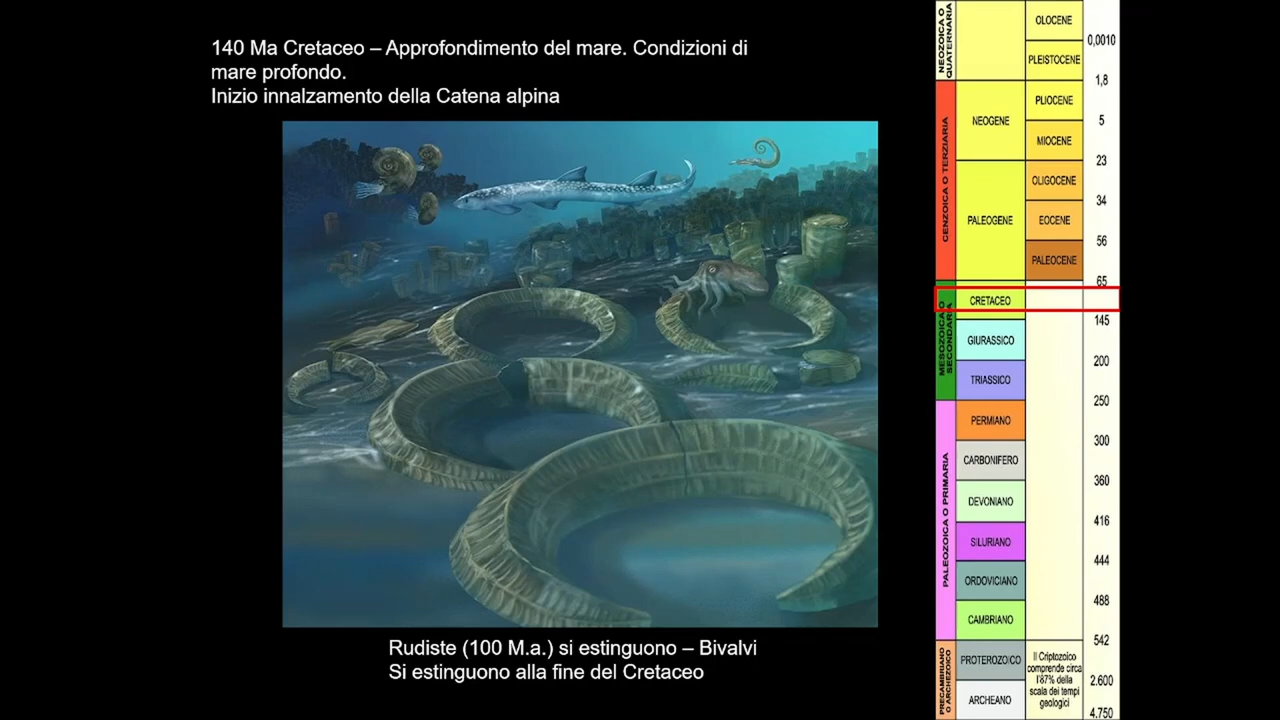 140 Ma Cretaceo – Approfondimento del mare. Condizioni di
mare profondo.
Inizio innalzamento della Catena alpina
Rudiste (100 M.a.) si estinguono – Bivalvi
Si estinguono alla fine del Cretaceo
NEOZOICA O
QUATERNARIA
OLOCENE
0,0010
PLEISTOCENE
1,8
CENZOICA O TERZIARIA
NEOGENE
PLIOCENE
5
MIOCENE
23
PALEOGENE
OLIGOCENE
34
EOCENE
56
PALEOCENE
65
MESOZOICA O
SECONDARIA
CRETACEO
145
GIURASSICO
200
TRIASSICO
250
PALEOZOICA O PRIMARIA
PERMIANO
300
CARBONIFERO
360
DEVONIANO
416
SILURIANO
444
ORDOVICIANO
488
CAMBRIANO
542
PRECAMBRIANO
O ARCHEZOICO
PROTEROZOICO
2.600
ARCHEANO
4.750
Il Criptozoico
comprende circa
l'87% della
scala dei tempi
geologici